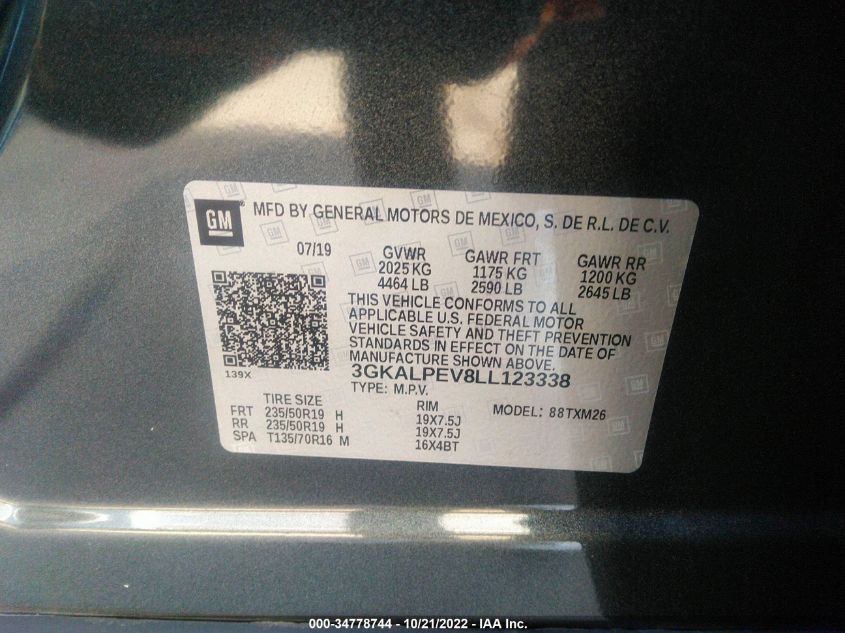 GM MFD BY GENERAL MOTORS DE MEXICO, S. DE R.L. DE C.V.
07/19 GVWR GAWR FRT GAWR RR
2025 KG 1175 KG 1200 KG
4464 LB 2590 LB 2645 LB
THIS VEHICLE CONFORMS TO ALL
APPLICABLE U.S. FEDERAL MOTOR
VEHICLE SAFETY AND THEFT PREVENTION
STANDARDS IN EFFECT ON THE DATE OF
MANUFACTURE SHOWN ABOVE.
139X 3GKALPEV8LL123338
TYPE: M.P.V.
TIRE SIZE RIM MODEL: 88TXM26
FRT 235/50R19 H 19X7.5J
RR 235/50R19 H 19X7.5J
SPA T135/70R16 M 16X4BT
000-34778744 - 10/21/2022 - IAA Inc.